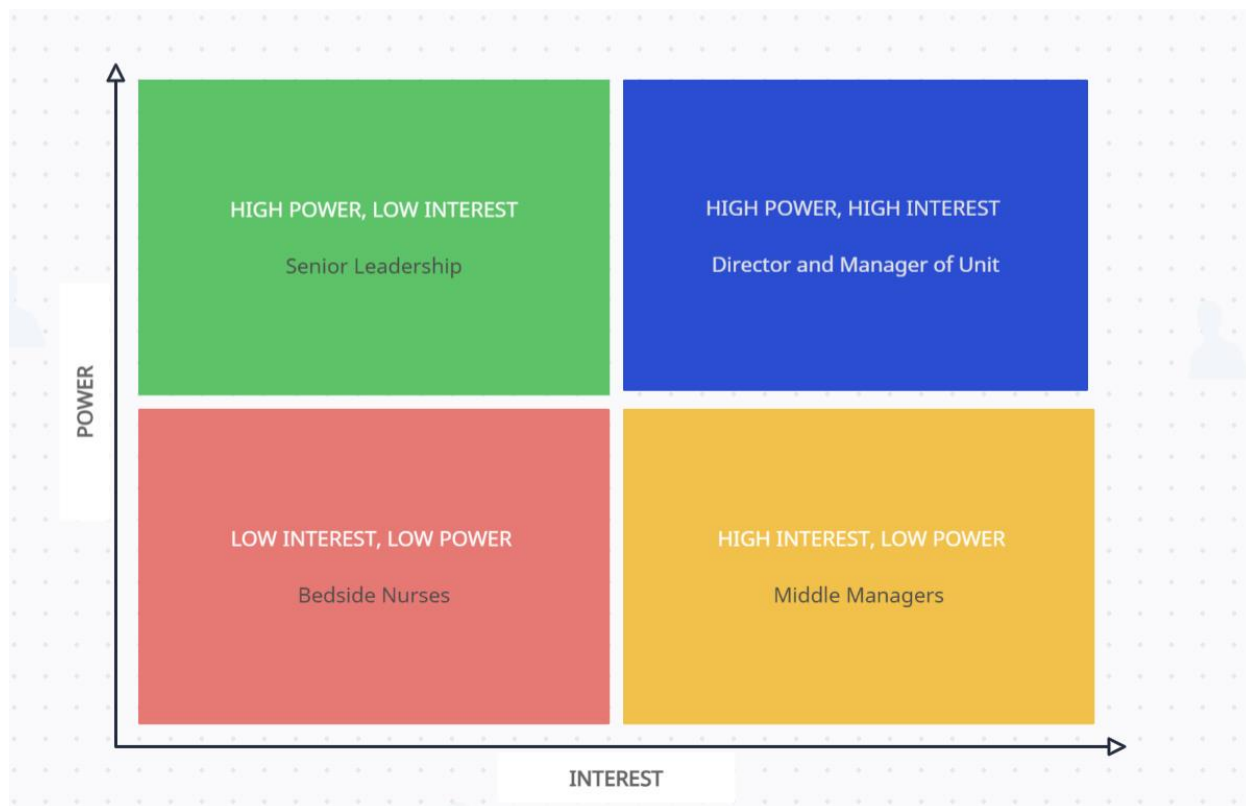 HIGH POWER, LOW INTEREST
Senior Leadership
HIGH POWER, HIGH INTEREST
Director and Manager of Unit
POWER
LOW INTEREST, LOW POWER
Bedside Nurses
HIGH INTEREST, LOW POWER
Middle Managers
INTEREST